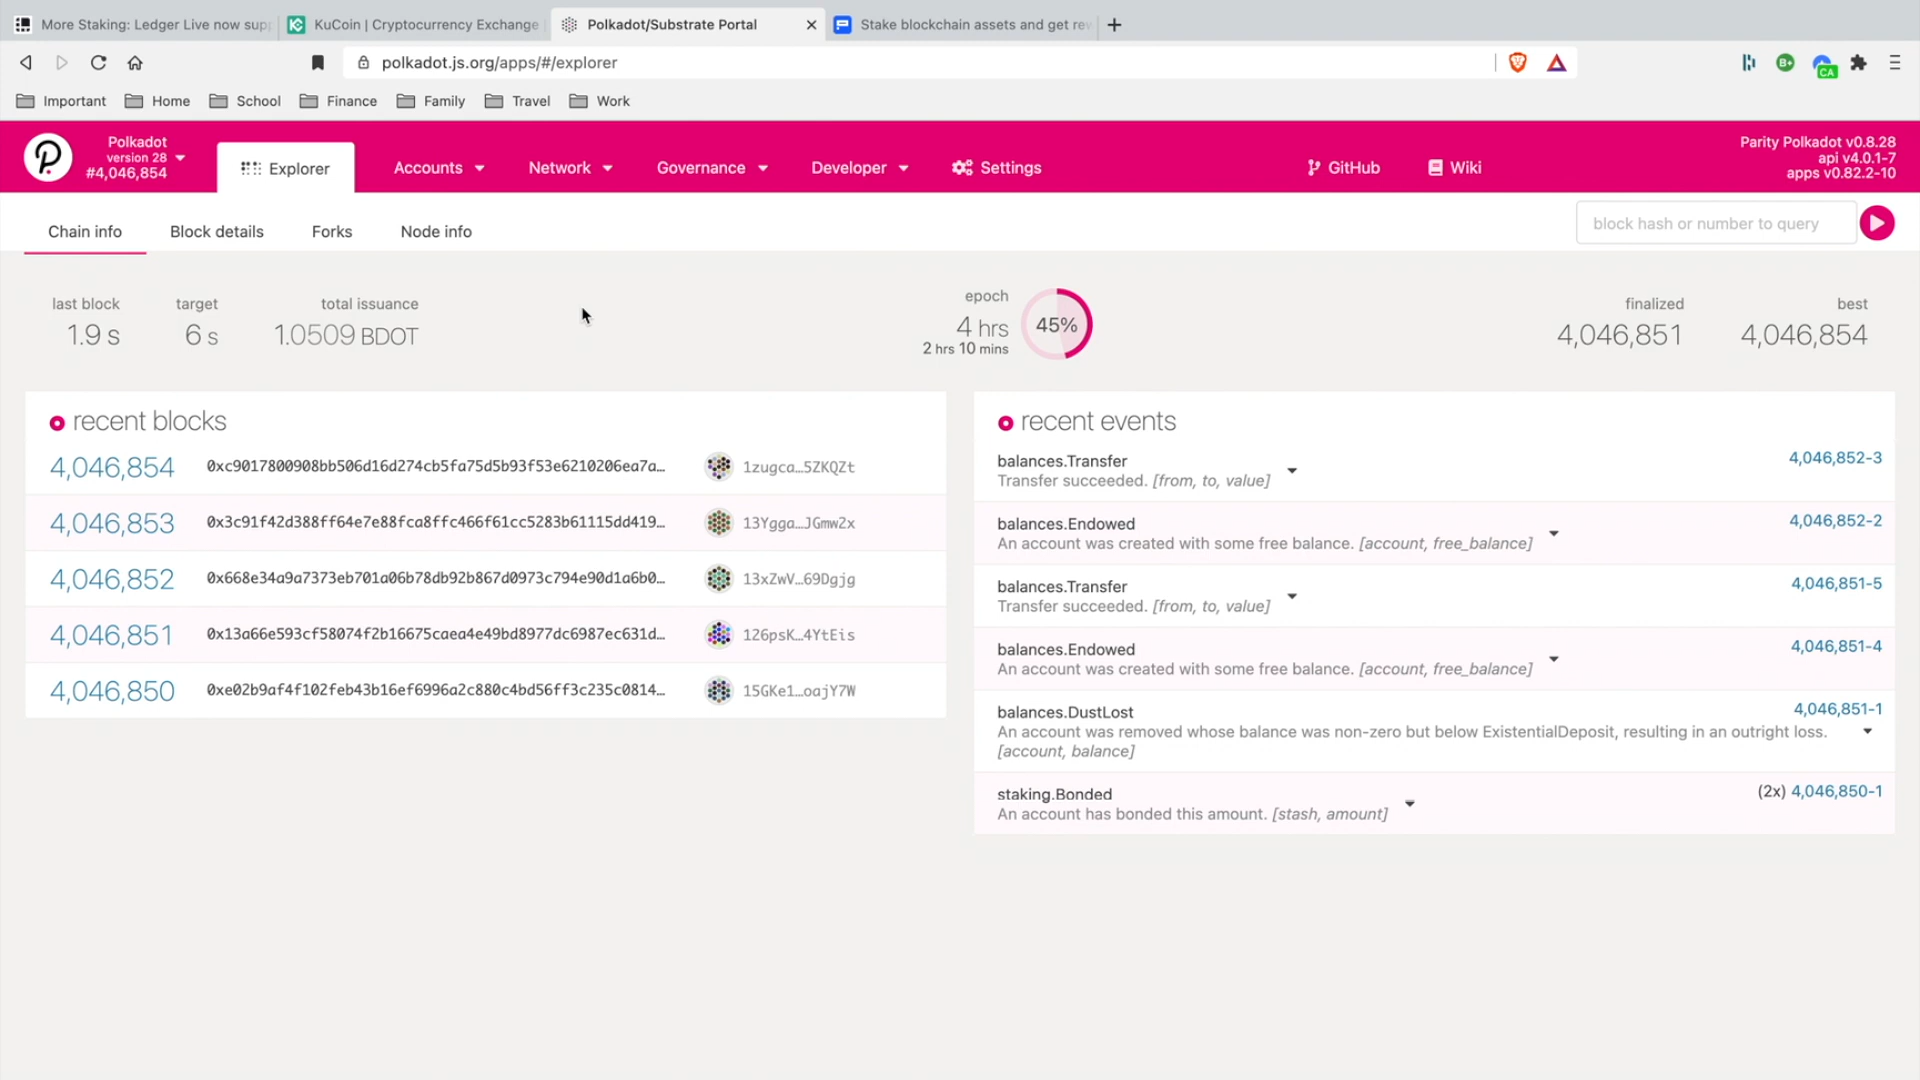 More Staking: Ledger Live now sup
KuCoin | Cryptocurrency Exchange
Polkadot/Substrate Portal
Stake blockchain assets and get re
polkadot.js.org/apps/#/explorer
B+
CA
Important
Home
School
Finance
Family
Travel
Work
Polkadot
version 28
#4,046,854
Explorer
Accounts
Network
Governance
Developer
Settings
GitHub
Wiki
Parity Polkadot v0.8.28
api v4.0.1-7
apps v0.82.2-10
Chain info
Block details
Forks
Node info
block hash or number to query
last block
1.9 s
target
6 s
total issuance
1.0509 BDOT
epoch
4 hrs
2 hrs 10 mins
45%
finalized
4,046,851
best
4,046,854
recent blocks
4,046,854 0xc9017800908bb506d16d274cb5fa75d5b93f53e6210206ea7a… 1zugca…5ZKQZt
4,046,853 0x3c91f42d388ff64e7e88fca8ffc466f61cc5283b61115dd419… 13Ygga…JGmw2x
4,046,852 0x668e34a9a7373eb701a06b78db92b867d0973c794e90d1a6b0… 13xZwV…69Dgjg
4,046,851 0x13a66e593cf58074f2b16675caea4e49bd8977dc6987ec631d… 126psK…4YtEis
4,046,850 0xe02b9af4f102feb43b16ef6996a2c880c4bd56ff3c235c0814… 15GKe1…oajY7W
recent events
balances.Transfer 4,046,852-3
Transfer succeeded. [from, to, value]
balances.Endowed 4,046,852-2
An account was created with some free balance. [account, free_balance]
balances.Transfer 4,046,851-5
Transfer succeeded. [from, to, value]
balances.Endowed 4,046,851-4
An account was created with some free balance. [account, free_balance]
balances.DustLost 4,046,851-1
An account was removed whose balance was non-zero but below ExistentialDeposit, resulting in an outright loss.
[account, balance]
staking.Bonded (2x) 4,046,850-1
An account has bonded this amount. [stash, amount]